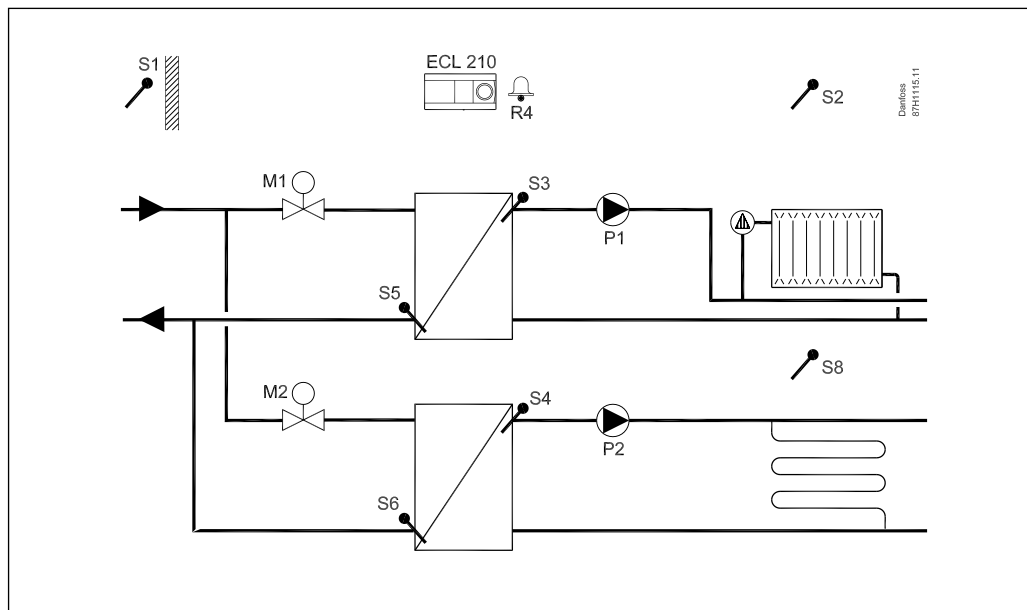 S1
ECL 210
R4
S2
Danfoss
87H1115.11
M1
S3
P1
S5
S8
M2
S4
P2
S6